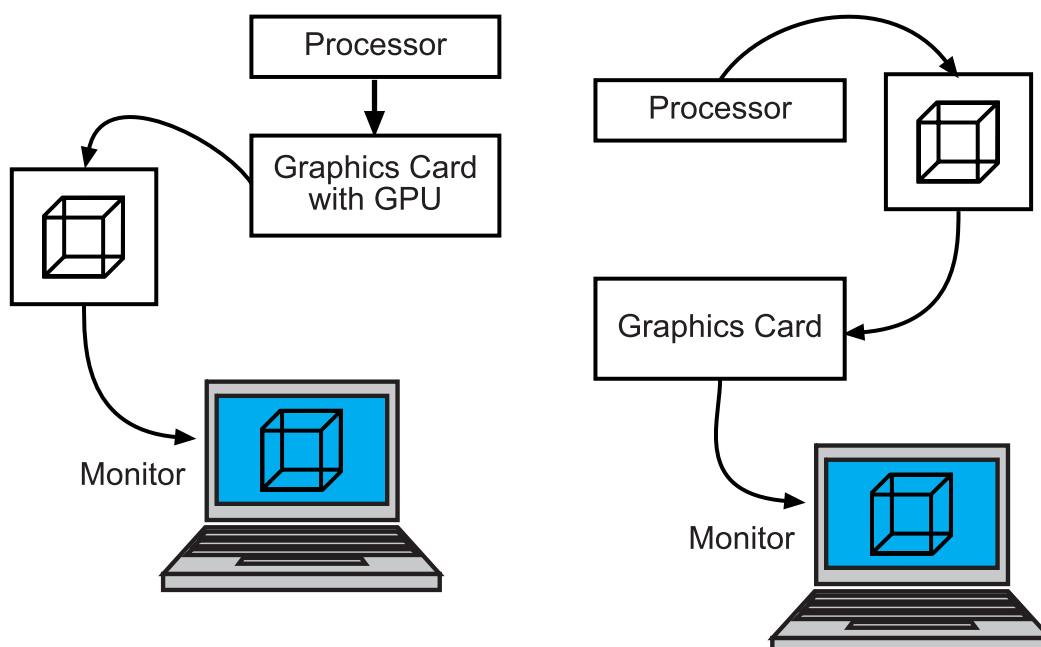 Processor
Graphics Card
with GPU
Monitor
Processor
Graphics Card
Monitor